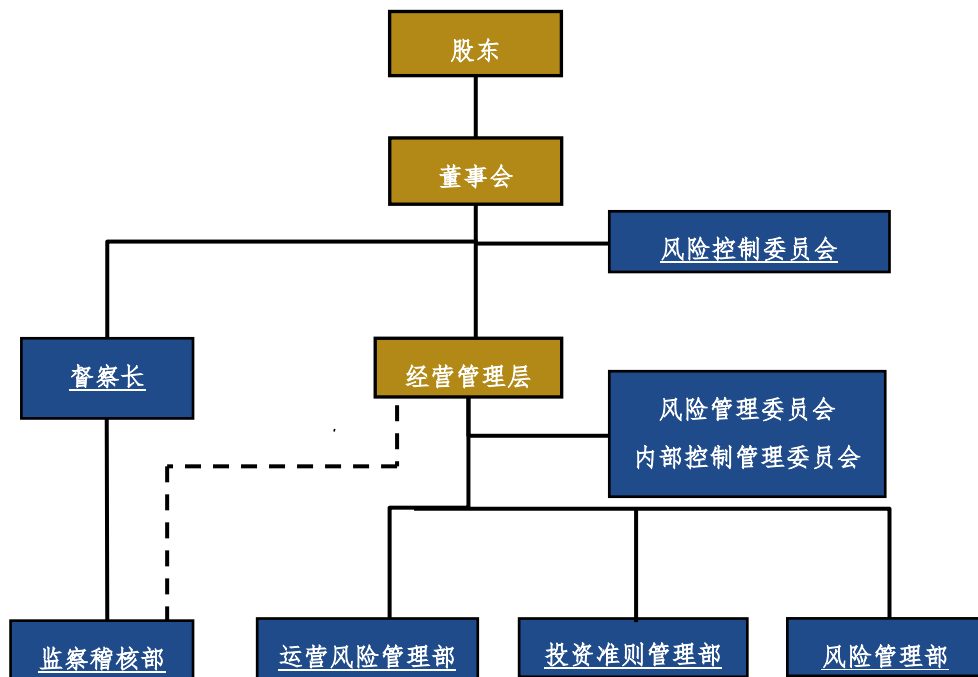 股东
董事会
风险控制委员会
督察长
经营管理层
风险管理委员会
内部控制管理委员会
监察稽核部
运营风险管理部
投资准则管理部
风险管理部